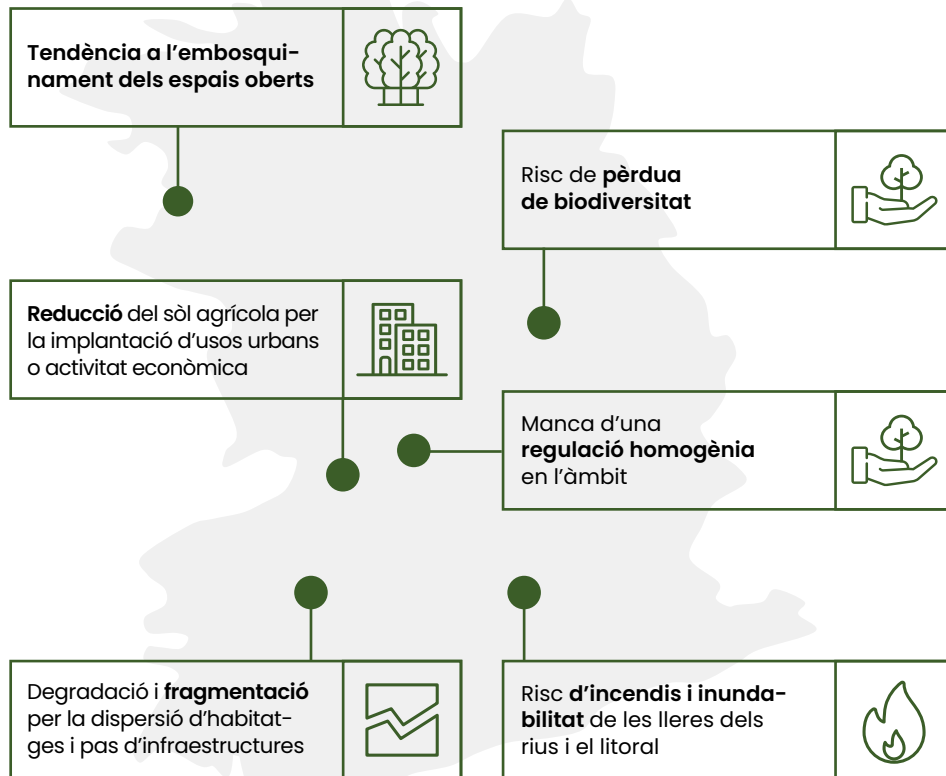 Tendència a l’embosqui-
nament dels espais oberts
Risc de pèrdua
de biodiversitat
Reducció del sòl agrícola per
la implantació d’usos urbans
o activitat econòmica
Manca d’una
regulació homogènia
en l’àmbit
Degradació i fragmentació
per la dispersió d’habitat-
ges i pas d’infraestructures
Risc d’incendis i inunda-
bilitat de les lleres dels
rius i el litoral